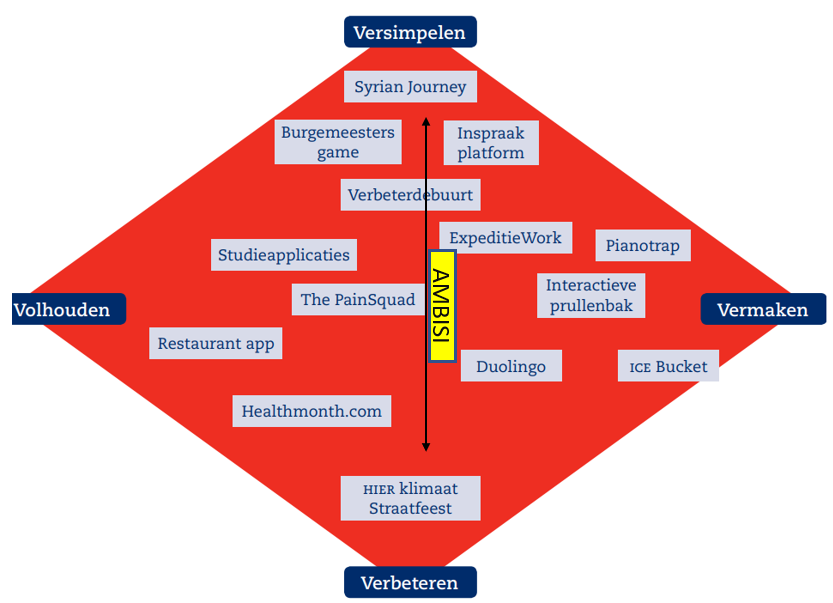 Versimpelen
Syrian Journey
Burgemeesters
game
Inspraak
platform
Verbeterdebuurt
ExpeditieWork
Pianotrap
Studieapplicaties
Interactieve
prullenbak
The PainSquad
AMBISI
Volhouden
Vermaken
Restaurant app
Duolingo
ICE Bucket
Healthmonth.com
HIER klimaat
Straatfeest
Verbeteren